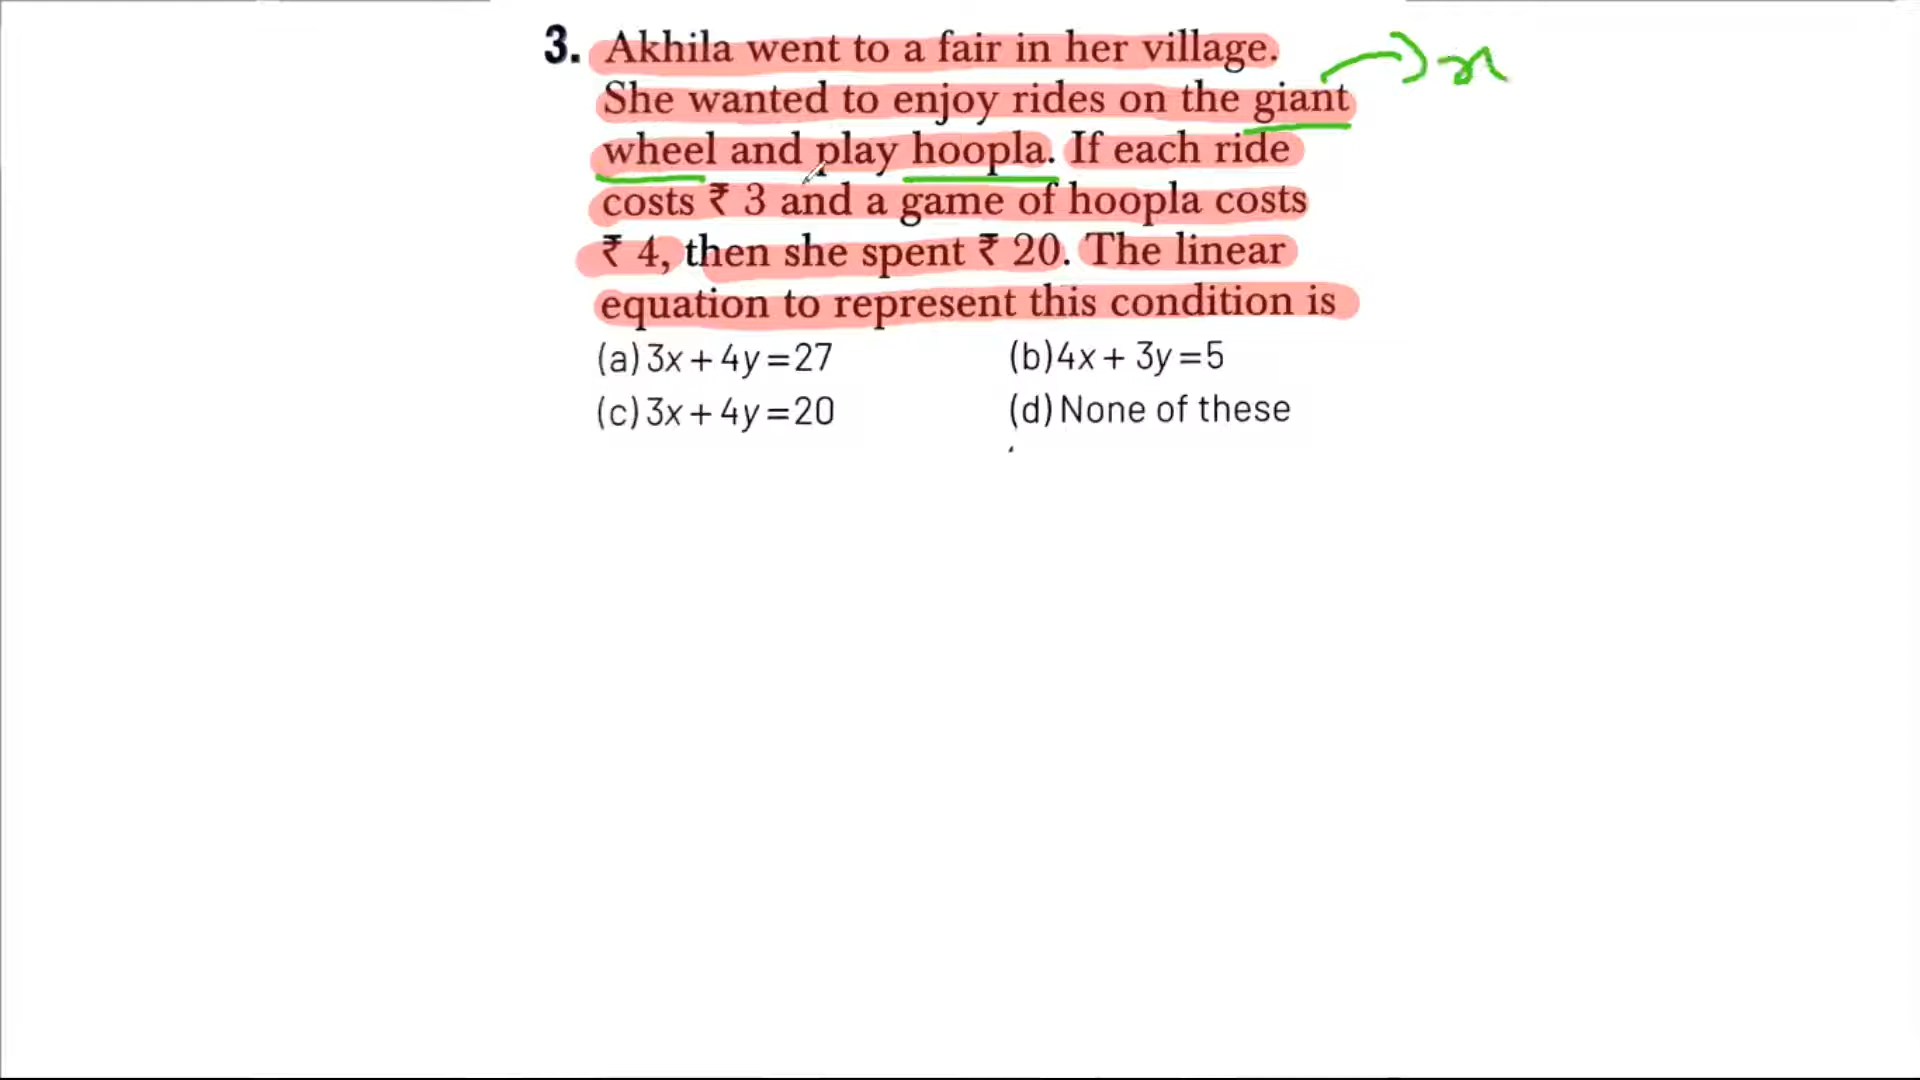 3. Akhila went to a fair in her village.
She wanted to enjoy rides on the giant
wheel and play hoopla. If each ride
costs ₹ 3 and a game of hoopla costs
₹ 4, then she spent ₹ 20. The linear
equation to represent this condition is
(a) 3x + 4y = 27 (b) 4x + 3y = 5
(c) 3x + 4y = 20 (d) None of these
x